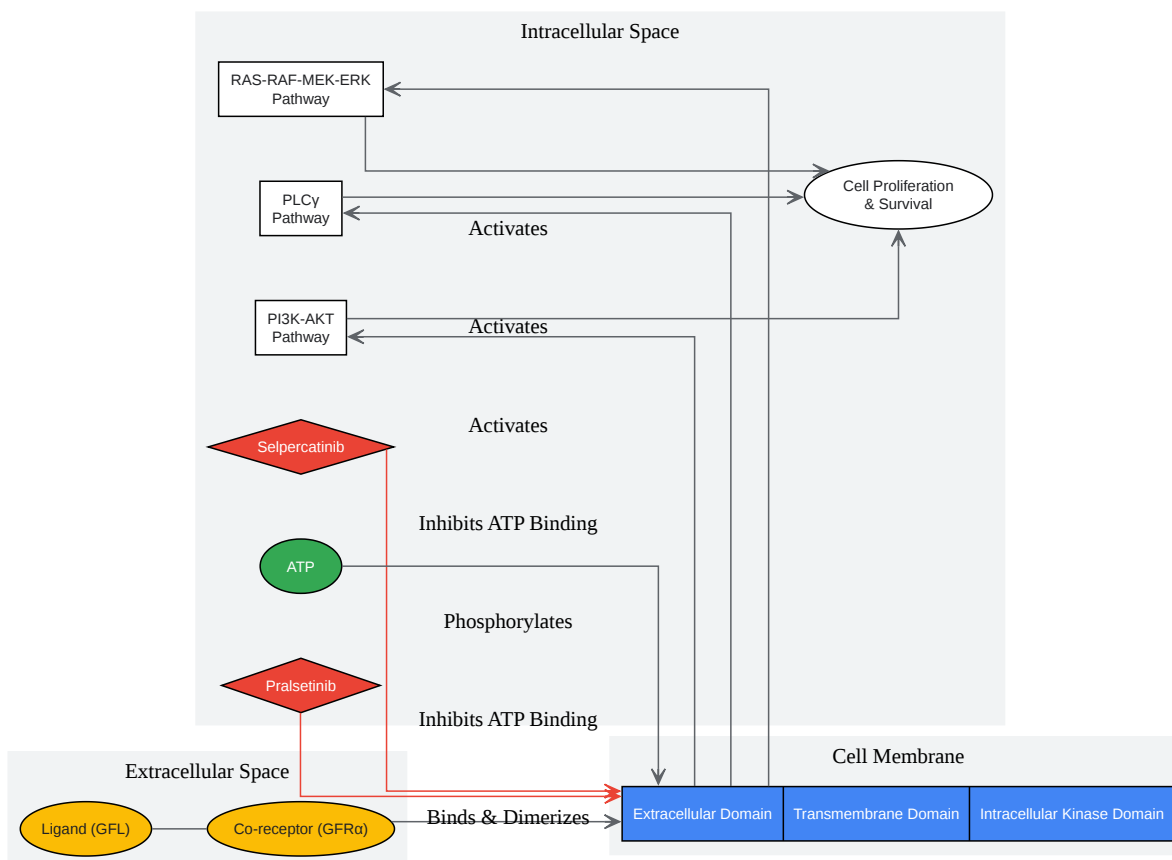 Intracellular Space
RAS-RAF-MEK-ERK
Pathway
Cell Proliferation
& Survival
PLCγ
Pathway
Activates
PI3K-AKT
Pathway
Activates
Selpercatinib
Activates
Inhibits ATP Binding
ATP
Phosphorylates
Pralsetinib
Inhibits ATP Binding
Extracellular Space
Cell Membrane
Ligand (GFL)
Co-receptor (GFRα)
Binds & Dimerizes
Extracellular Domain
Transmembrane Domain
Intracellular Kinase Domain